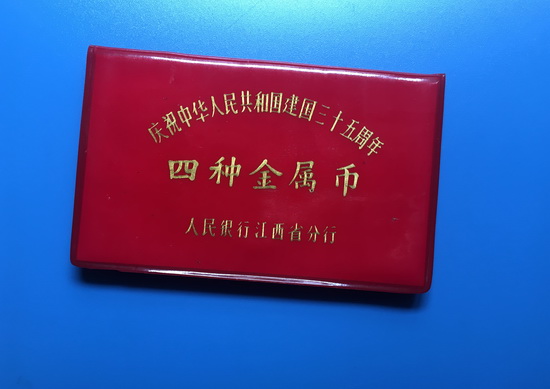 庆祝中华人民共和国建国三十五周年
四种金属币
人民银行江西省分行